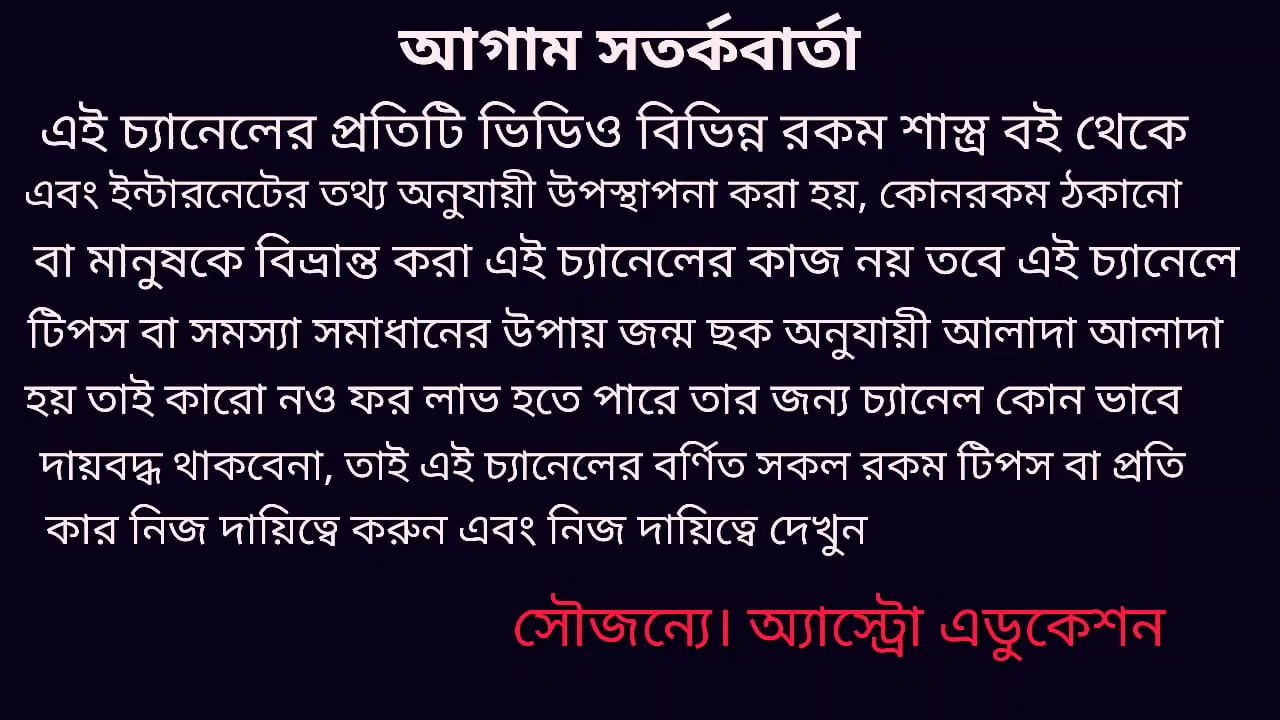 আগাম সতর্কবার্তা
এই চ্যানেলের প্রতিটি ভিডিও বিভিন্ন রকম শাস্ত্র বই থেকে
এবং ইন্টারনেটের তথ্য অনুযায়ী উপস্থাপনা করা হয়, কোনরকম ঠকানো
বা মানুষকে বিভ্রান্ত করা এই চ্যানেলের কাজ নয় তবে এই চ্যানেলে
টিপস বা সমস্যা সমাধানের উপায় জন্ম ছক অনুযায়ী আলাদা আলাদা
হয় তাই কারো নও ফর লাভ হতে পারে তার জন্য চ্যানেল কোন ভাবে
দায়বদ্ধ থাকবেনা, তাই এই চ্যানেলের বর্ণিত সকল রকম টিপস বা প্রতি
কার নিজ দায়িত্বে করুন এবং নিজ দায়িত্বে দেখুন
সৌজন্যে। অ্যাস্ট্রো এডুকেশন